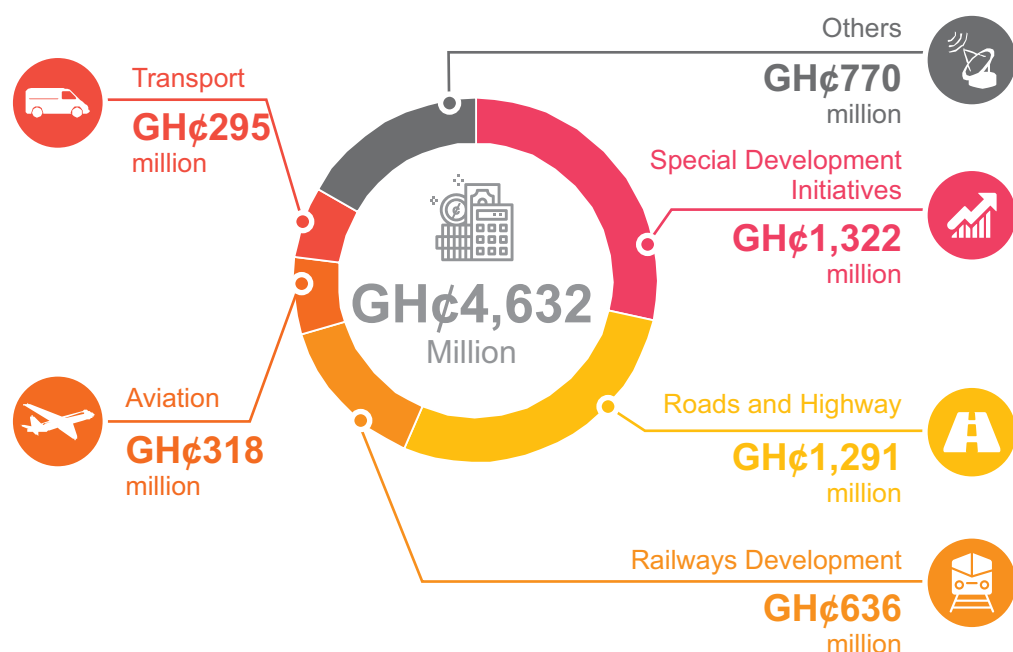 Others
GH¢770
million
Transport
GH¢295
million
Special Development
Initiatives
GH¢1,322
million
GH¢4,632
Million
Aviation
GH¢318
million
Roads and Highway
GH¢1,291
million
Railways Development
GH¢636
million